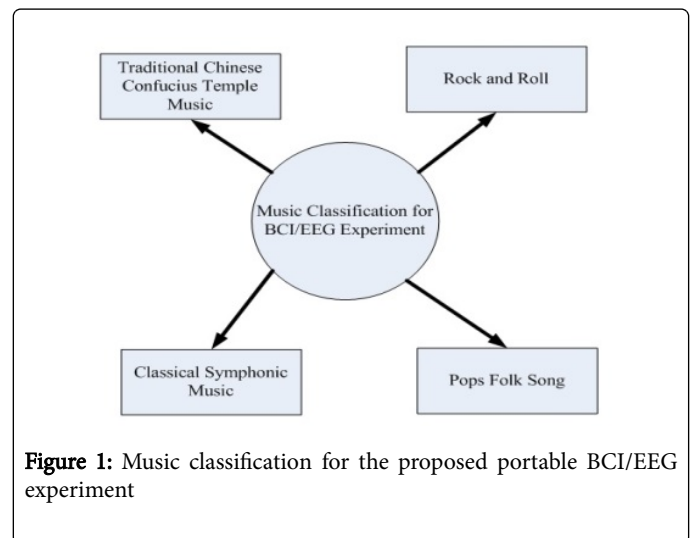 Traditional Chinese
Confucius Temple
Music
Rock and Roll
Music Classification for
BCI/EEG Experiment
Classical Symphonic
Music
Pops Folk Song
Figure 1: Music classification for the proposed portable BCI/EEG
experiment